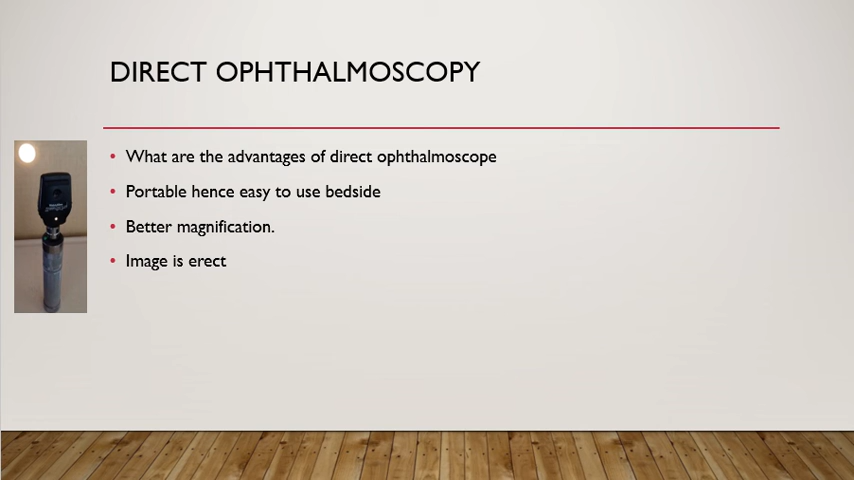 DIRECT OPHTHALMOSCOPY
What are the advantages of direct ophthalmoscope
Portable hence easy to use bedside
Better magnification.
Image is erect